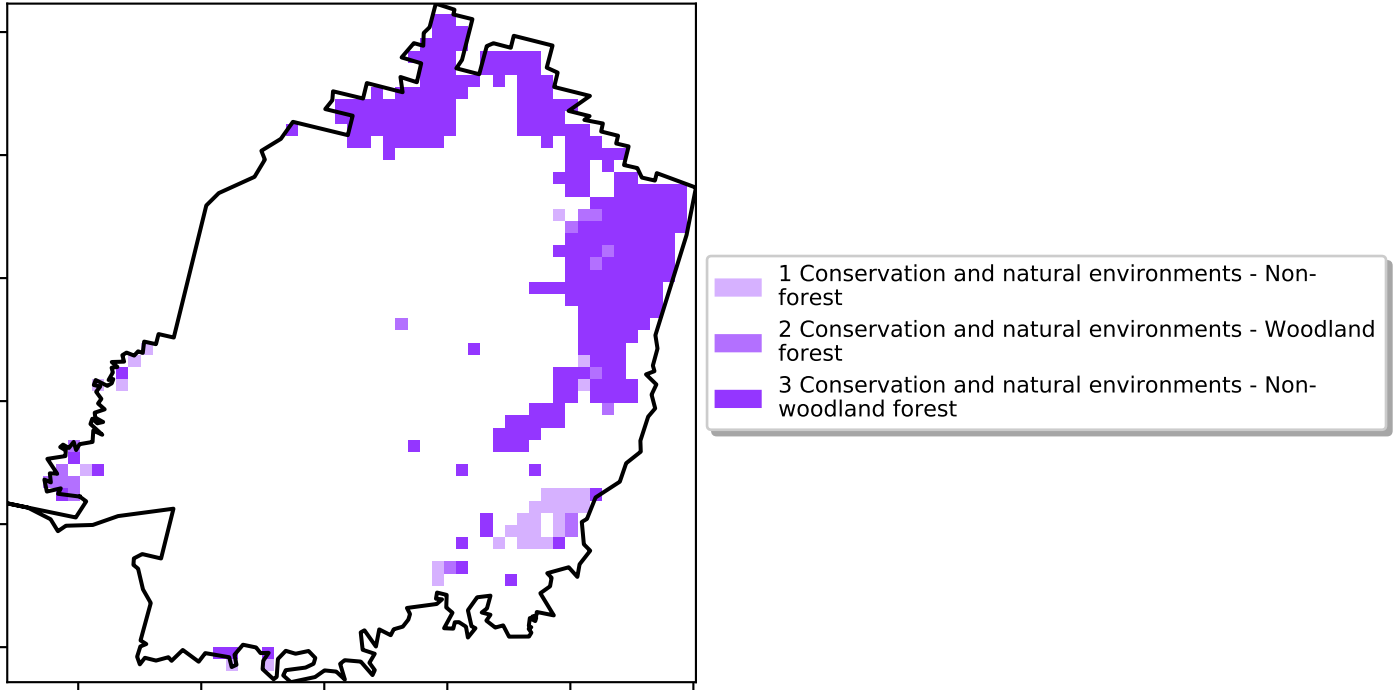 1 Conservation and natural environments - Non-
forest
2 Conservation and natural environments - Woodland
forest
3 Conservation and natural environments - Non-
woodland forest